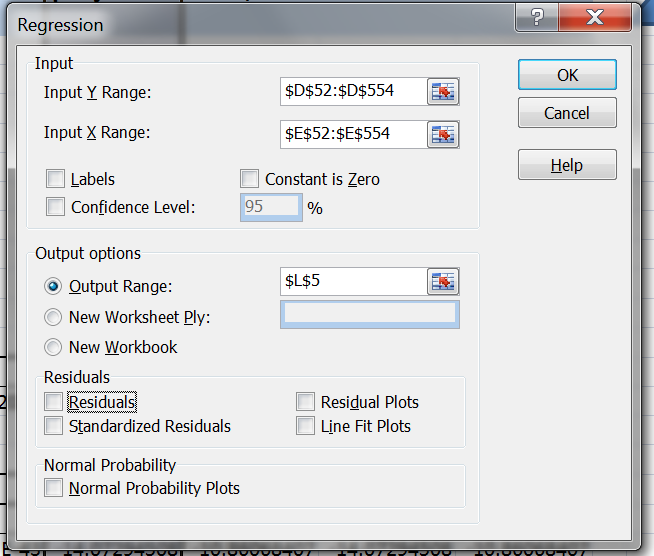 Regression
Input
Input Y Range: $D$52:$D$554
Input X Range: $E$52:$E$554
Labels
Constant is Zero
Confidence Level: 95 %
OK
Cancel
Help
Output options
Output Range: $L$5
New Worksheet Ply:
New Workbook
Residuals
Residuals
Residual Plots
Standardized Residuals
Line Fit Plots
Normal Probability
Normal Probability Plots